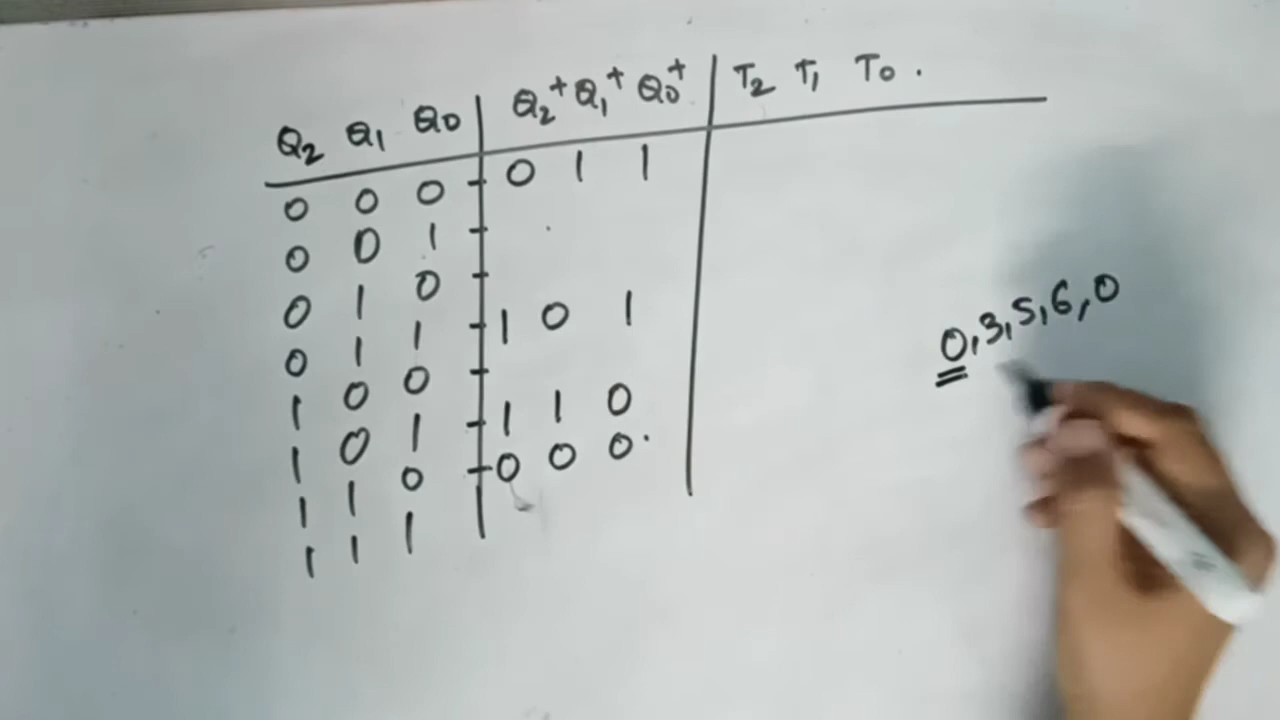 Q2 Q1 Q0 Q2+ Q1+ Q0+ T2 T1 T0.
0 0 0 0 1 1
0 0 1
0 1 0
0 1 1 1 0 1
1 0 0
1 0 1 1 1 0
1 1 0 0 0 0.
1 1 1
0,3,5,6,0